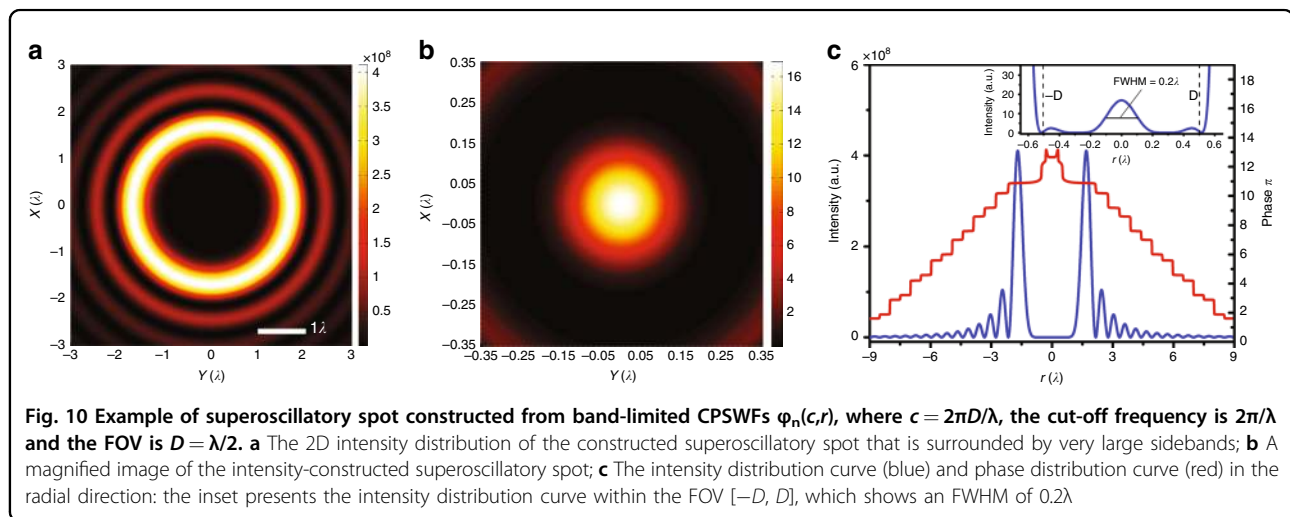 a
×10⁸
3
2
1
0
−1
−2
−3
X (λ)
−3 −2 −1 0 1 2 3
Y (λ)
1λ
4
3.5
3
2.5
2
1.5
1
0.5
b
0.35
0.25
0.15
0.05
−0.05
−0.15
−0.25
−0.35
X (λ)
−0.35 −0.25 −0.15 −0.05 0.05 0.15 0.25 0.35
Y (λ)
16
14
12
10
8
6
4
2
c
6 ×10⁸
4×10⁸
2×10⁸
0
Intensity (a.u.)
−9 −6 −3 0 3 6 9
r (λ)
18
16
14
12
10
8
6
4
2
0
Phase π
30
20
10
0
Intensity (a.u.)
−D
FWHM = 0.2λ
D
−0.6 −0.4 −0.2 0.0 0.2 0.4 0.6
r (λ)
Fig. 10 Example of superoscillatory spot constructed from band-limited CPSWFs φn(c,r), where c = 2πD/λ, the cut-off frequency is 2π/λ
and the FOV is D = λ/2. a The 2D intensity distribution of the constructed superoscillatory spot that is surrounded by very large sidebands; b A
magnified image of the intensity-constructed superoscillatory spot; c The intensity distribution curve (blue) and phase distribution curve (red) in the
radial direction: the inset presents the intensity distribution curve within the FOV [−D, D], which shows an FWHM of 0.2λ